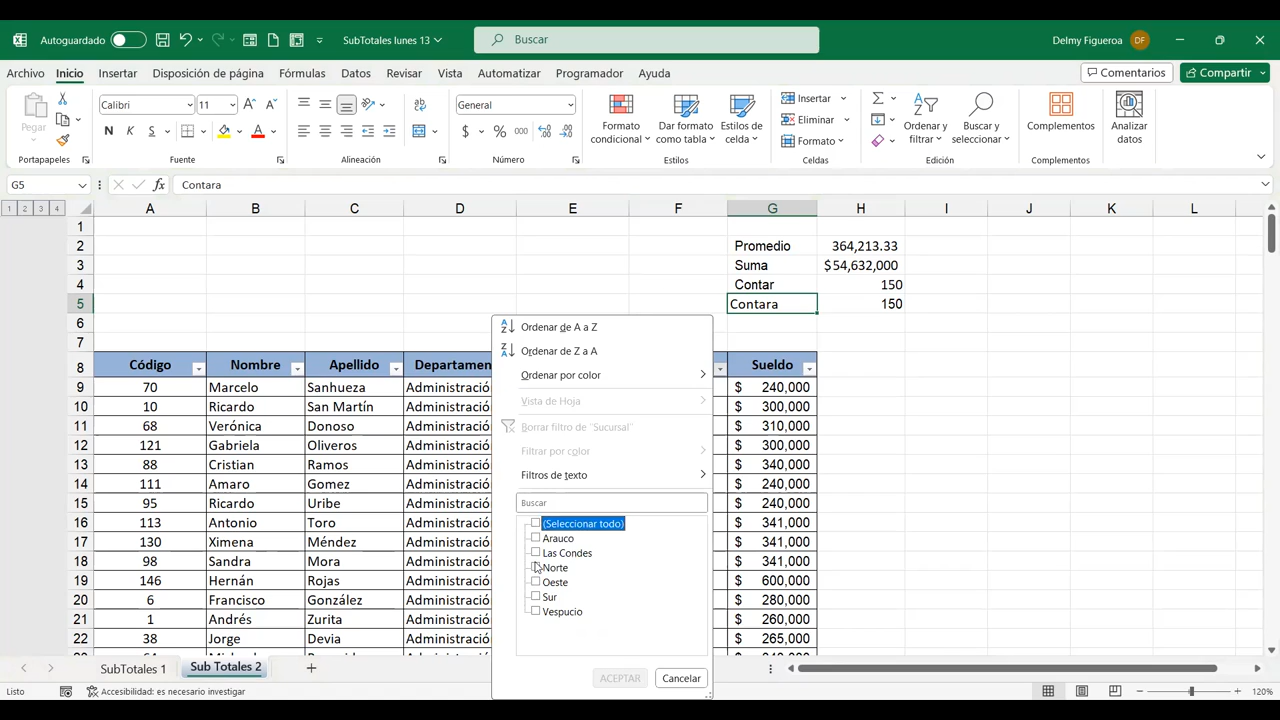 Autoguardado
SubTotales lunes 13
Buscar
Delmy Figueroa
DF
Archivo Inicio Insertar Disposición de página Fórmulas Datos Revisar Vista Automatizar Programador Ayuda
Comentarios
Compartir
Pegar
Portapapeles
Calibri 11
N K S
Fuente
Alineación
General
$ % 000
Número
Formato condicional
Dar formato como tabla
Estilos de celda
Estilos
Insertar
Eliminar
Formato
Celdas
Ordenar y filtrar
Buscar y seleccionar
Edición
Complementos
Complementos
Analizar datos
G5
fx
Contara
1 2 3 4
A B C D E F G H I J K L
1
2 Promedio 364,213.33
3 Suma $54,632,000
4 Contar 150
5 Contara 150
6
7
8 Código Nombre Apellido Departamen Sueldo
9 70 Marcelo Sanhueza Administració $ 240,000
10 10 Ricardo San Martín Administració $ 300,000
11 68 Verónica Donoso Administració $ 310,000
12 121 Gabriela Oliveros Administració $ 300,000
13 88 Cristian Ramos Administració $ 340,000
14 111 Amaro Gomez Administració $ 240,000
15 95 Ricardo Uribe Administració $ 240,000
16 113 Antonio Toro Administració $ 341,000
17 130 Ximena Méndez Administració $ 341,000
18 98 Sandra Mora Administració $ 341,000
19 146 Hernán Rojas Administració $ 600,000
20 6 Francisco González Administració $ 280,000
21 1 Andrés Zurita Administració $ 260,000
22 38 Jorge Devia Administració $ 265,000
Ordenar de A a Z
Ordenar de Z a A
Ordenar por color
Vista de Hoja
Borrar filtro de "Sucursal"
Filtrar por color
Filtros de texto
Buscar
(Seleccionar todo)
Arauco
Las Condes
Norte
Oeste
Sur
Vespucio
ACEPTAR
Cancelar
SubTotales 1
Sub Totales 2
Listo
Accesibilidad: es necesario investigar
120%